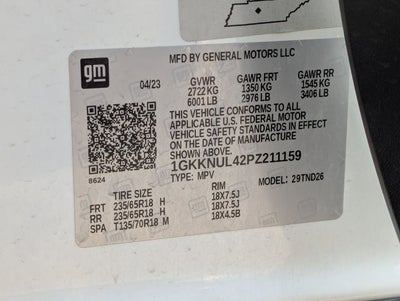 gm
MFD BY GENERAL MOTORS LLC
04/23 GVWR GAWR FRT GAWR RR
2722 KG 1350 KG 1545 KG
6001 LB 2976 LB 3406 LB
THIS VEHICLE CONFORMS TO ALL
APPLICABLE U.S. FEDERAL MOTOR
VEHICLE SAFETY STANDARDS IN EFFECT
ON THE DATE OF MANUFACTURE
SHOWN ABOVE.
8624
1GKKNUL42PZ211159
TYPE: MPV MODEL: 29TND26
TIRE SIZE RIM
FRT 235/65R18 H 18X7.5J
RR 235/65R18 H 18X7.5J
SPA T135/70R18 M 18X4.5B